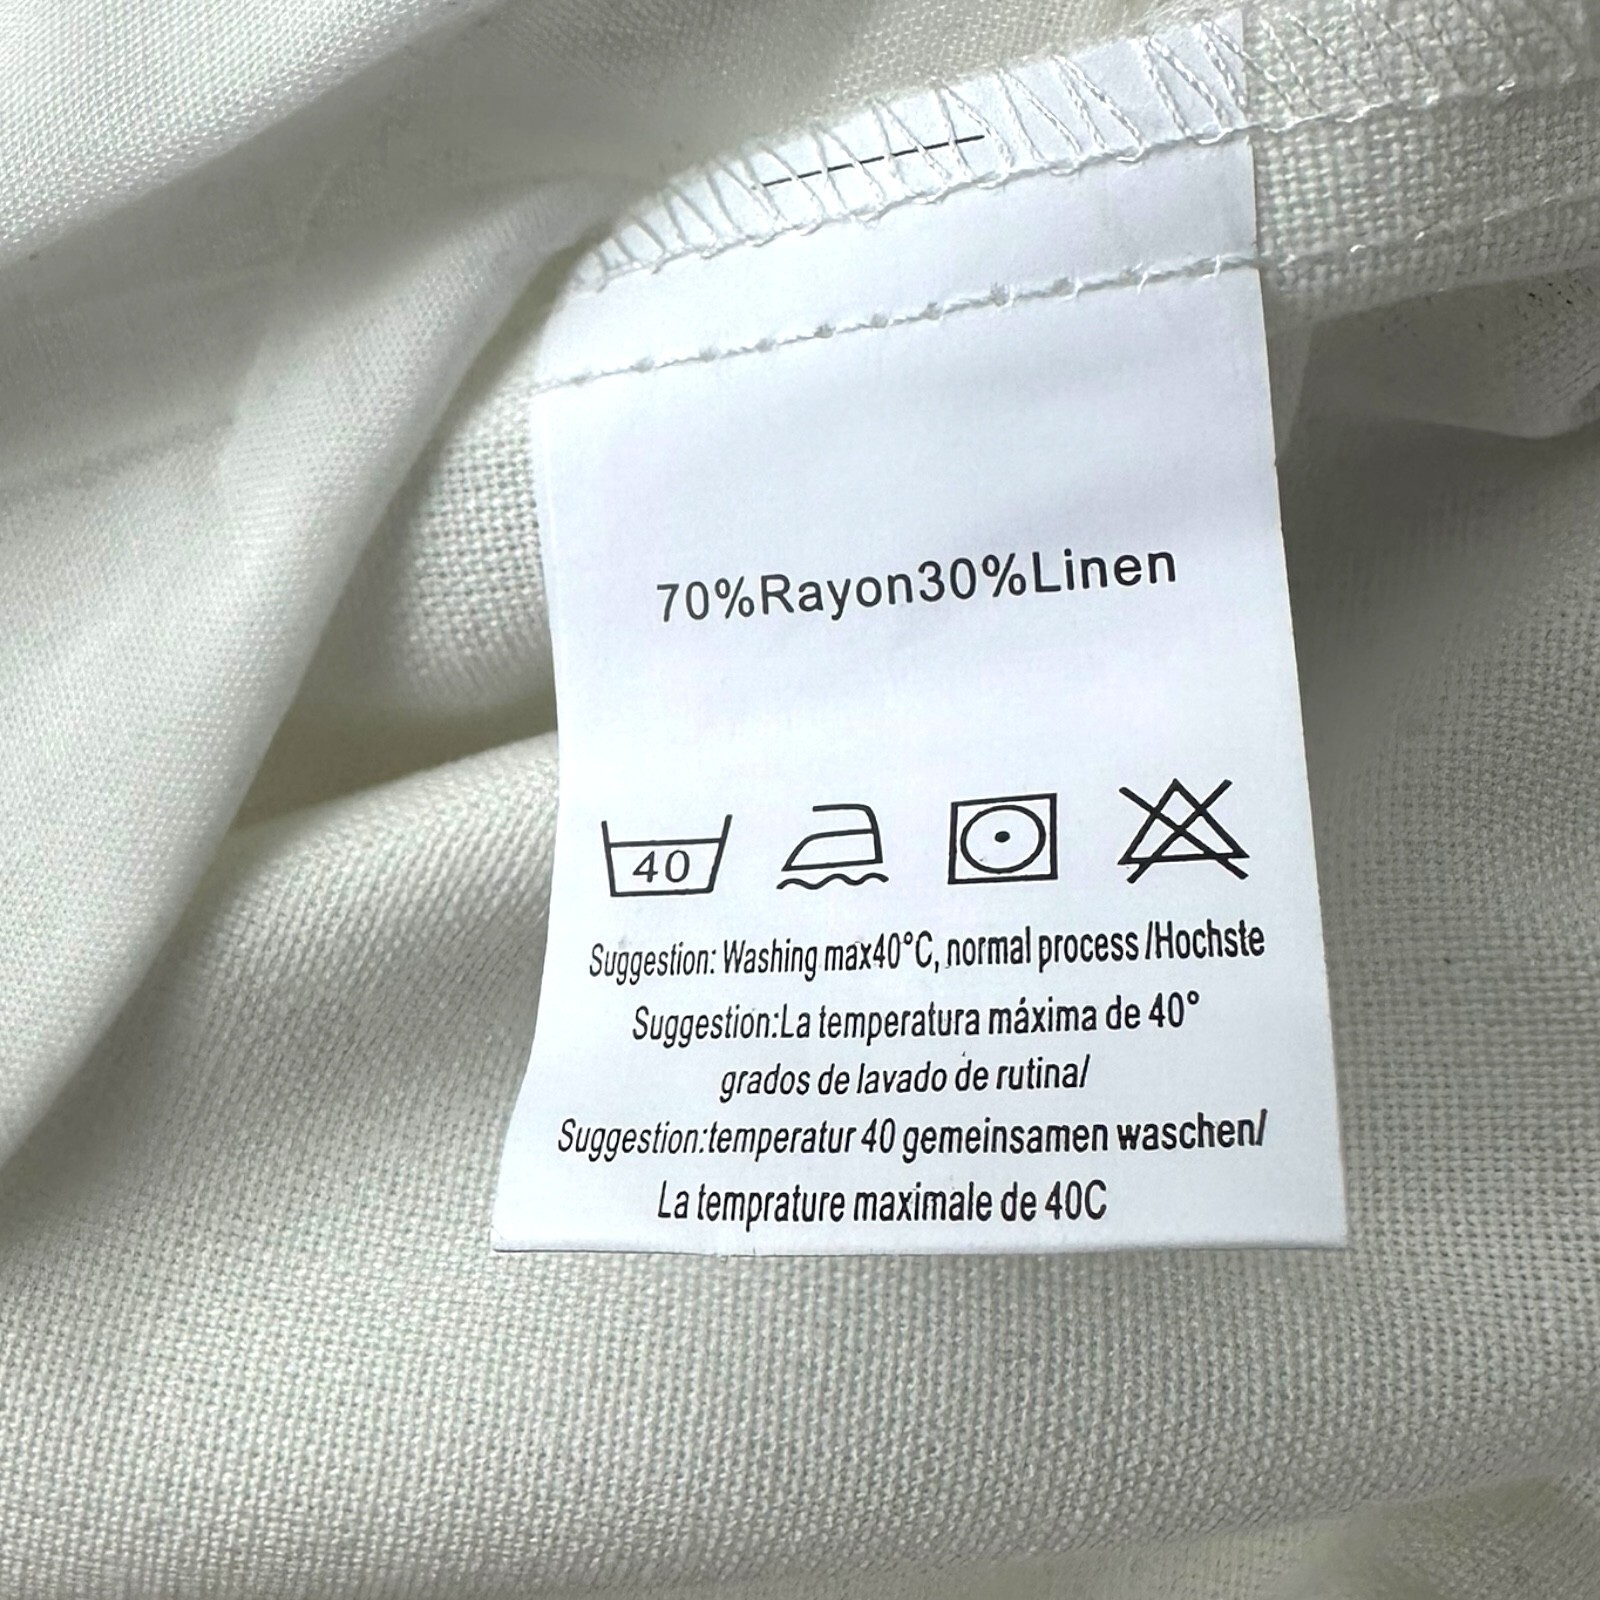 70%Rayon30%Linen
40
Suggestion: Washing max40°C, normal process /Hochste
Suggestion:La temperatura máxima de 40°
grados de lavado de rutina/
Suggestion:temperatur 40 gemeinsamen waschen/
La temprature maximale de 40C